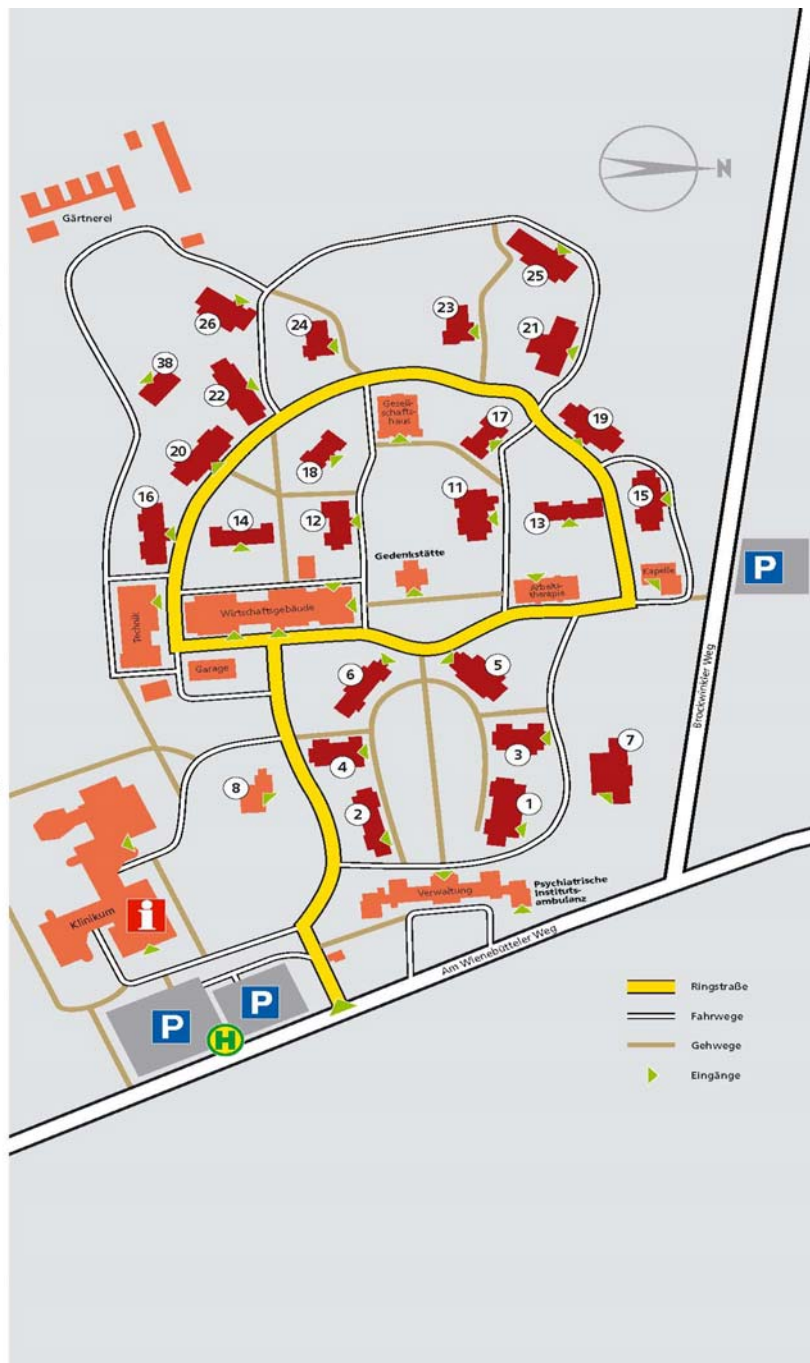 Gärtnerei
N
25
23
26
24
21
38
22
Gesell-
schafts-
haus
17
19
20
18
16
11
15
14
12
13
Gedenkstätte
P
Kapelle
Arbeits-
therapie
Technik
Wirtschaftsgebäude
Garage
6
5
Brockwinkler Weg
4
3
7
8
2
1
Verwaltung
Psychiatrische
Instituts-
ambulanz
Klinikum
i
Am Wienebütteler Weg
P
P
H
Ringstraße
Fahrwege
Gehwege
Eingänge